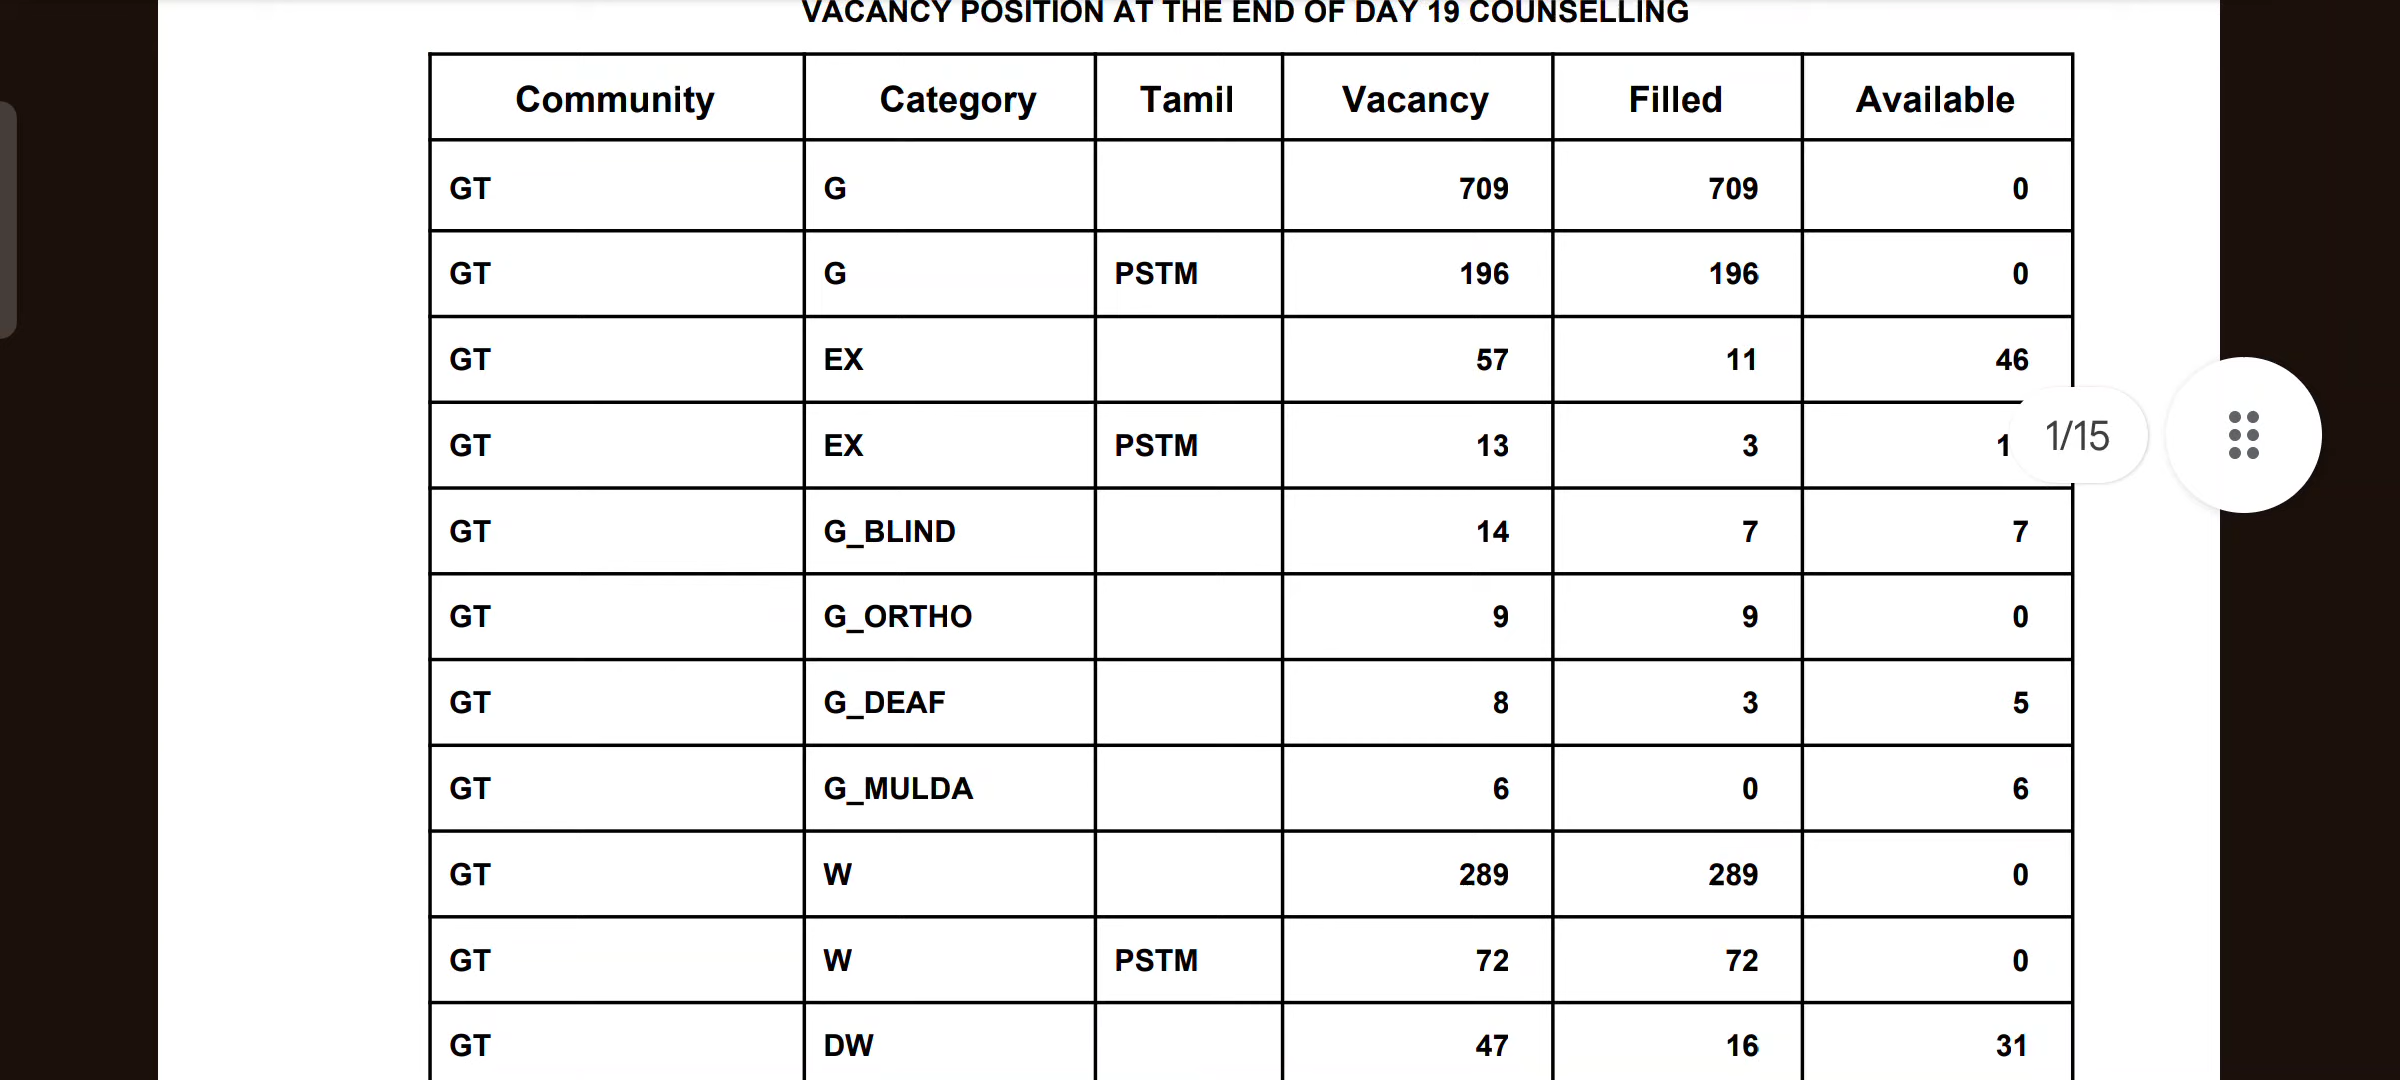 VACANCY POSITION AT THE END OF DAY 19 COUNSELLING
Community Category Tamil Vacancy Filled Available
GT G 709 709 0
GT G PSTM 196 196 0
GT EX 57 11 46
GT EX PSTM 13 3 1
1/15
GT G_BLIND 14 7 7
GT G_ORTHO 9 9 0
GT G_DEAF 8 3 5
GT G_MULDA 6 0 6
GT W 289 289 0
GT W PSTM 72 72 0
GT DW 47 16 31